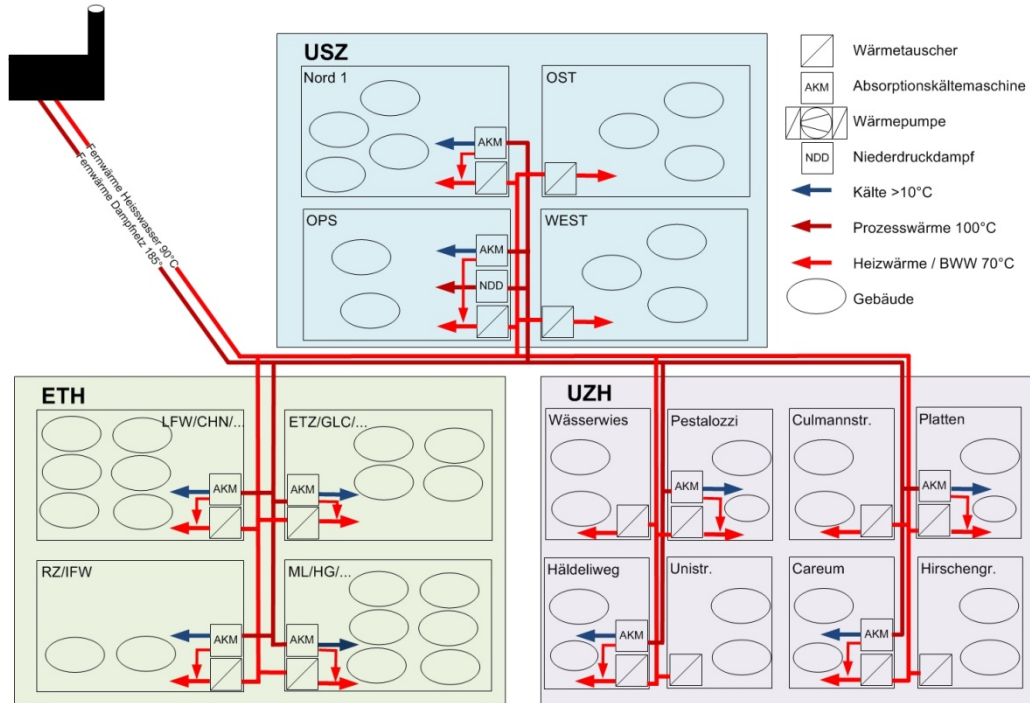 Fernwärme Heisswasser 90°C
Fernwärme Dampfnetz 185°
USZ
Nord 1
AKM
OST
OPS
AKM
NDD
WEST
Wärmetauscher
AKM
Absorptionskältemaschine
Wärmepumpe
NDD
Niederdruckdampf
Kälte >10°C
Prozesswärme 100°C
Heizwärme / BWW 70°C
Gebäude
ETH
LFW/CHN/...
AKM
ETZ/GLC/...
AKM
RZ/IFW
AKM
ML/HG/...
AKM
UZH
Wässerwies
Pestalozzi
AKM
Culmannstr.
Platten
AKM
Häldeliweg
AKM
Unistr.
Careum
AKM
Hirschengr.